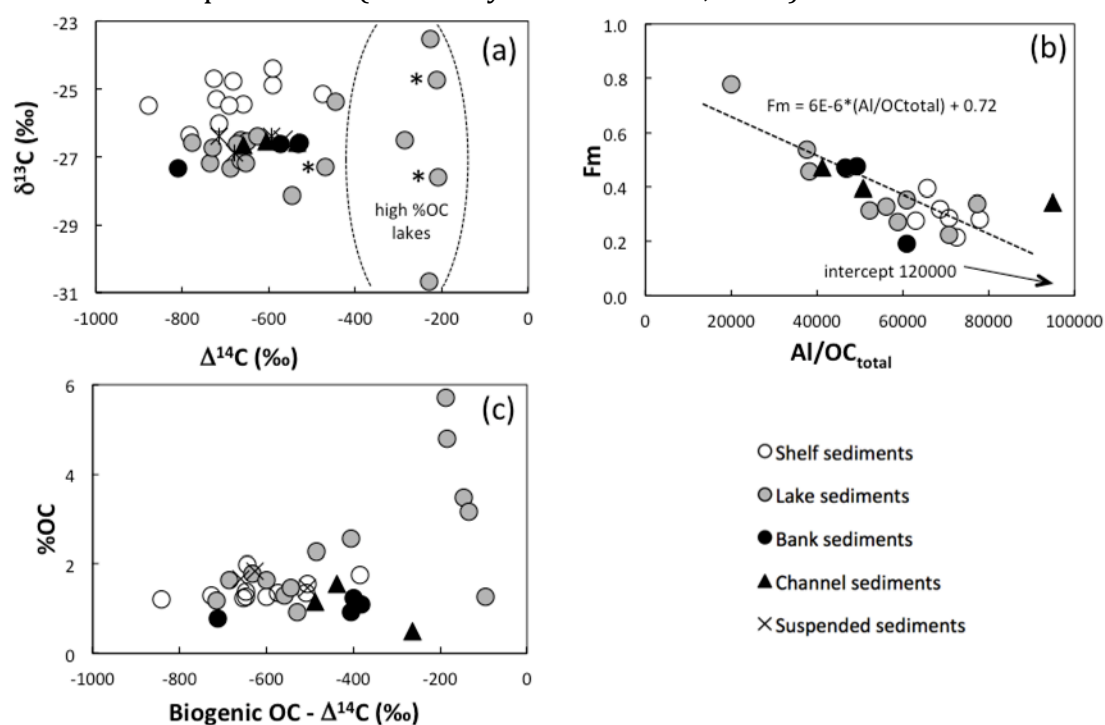 (a)
-23
-25
-27
-29
-31
δ¹³C (‰)
high %OC
lakes
-1000 -800 -600 -400 -200 0
Δ¹⁴C (‰)
(b)
1.0
0.8
0.6
0.4
0.2
0.0
Fm
Fm = 6E-6*(Al/OCtotal) + 0.72
intercept 120000
0 20000 40000 60000 80000 100000
Al/OCtotal
(c)
6
4
2
0
%OC
-1000 -800 -600 -400 -200 0
Biogenic OC - Δ¹⁴C (‰)
Shelf sediments
Lake sediments
Bank sediments
Channel sediments
Suspended sediments